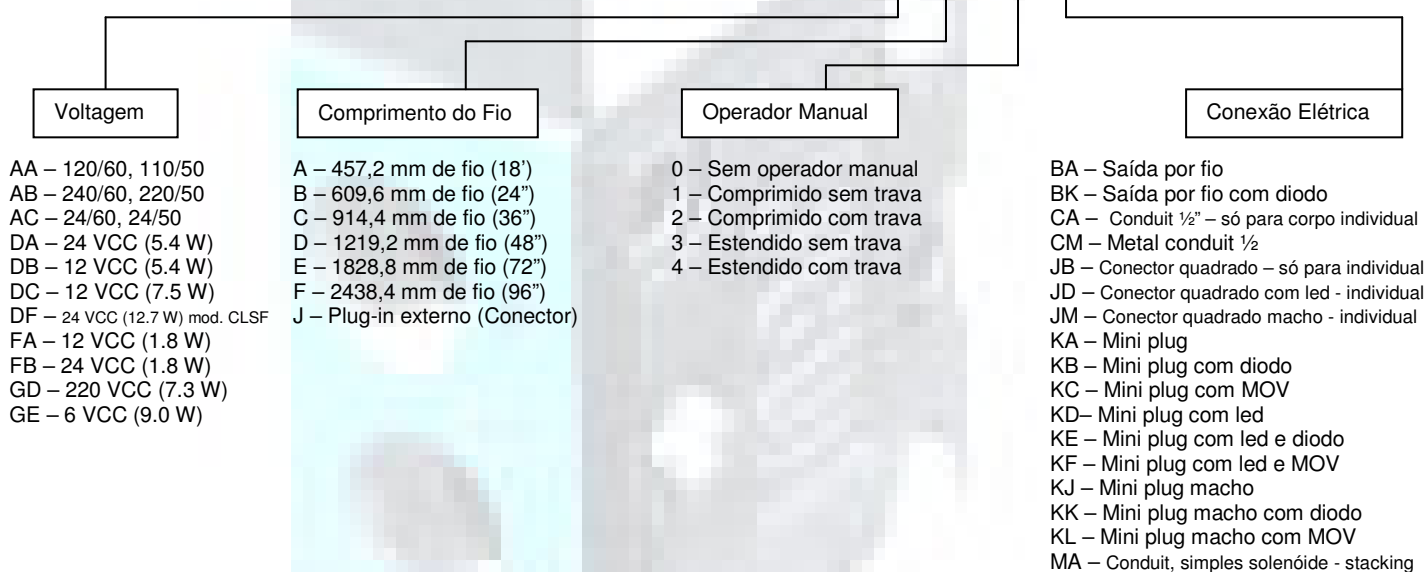 Voltagem
AA – 120/60, 110/50
AB – 240/60, 220/50
AC – 24/60, 24/50
DA – 24 VCC (5.4 W)
DB – 12 VCC (5.4 W)
DC – 12 VCC (7.5 W)
DF – 24 VCC (12.7 W) mod. CLSF
FA – 12 VCC (1.8 W)
FB – 24 VCC (1.8 W)
GD – 220 VCC (7.3 W)
GE – 6 VCC (9.0 W)
Comprimento do Fio
A – 457,2 mm de fio (18’)
B – 609,6 mm de fio (24”)
C – 914,4 mm de fio (36”)
D – 1219,2 mm de fio (48”)
E – 1828,8 mm de fio (72”)
F – 2438,4 mm de fio (96”)
J – Plug-in externo (Conector)
Operador Manual
0 – Sem operador manual
1 – Comprimido sem trava
2 – Comprimido com trava
3 – Estendido sem trava
4 – Estendido com trava
Conexão Elétrica
BA – Saída por fio
BK – Saída por fio com diodo
CA – Conduit ½” – só para corpo individual
CM – Metal conduit ½
JB – Conector quadrado – só para individual
JD – Conector quadrado com led - individual
JM – Conector quadrado macho - individual
KA – Mini plug
KB – Mini plug com diodo
KC – Mini plug com MOV
KD– Mini plug com led
KE – Mini plug com led e diodo
KF – Mini plug com led e MOV
KJ – Mini plug macho
KK – Mini plug macho com diodo
KL – Mini plug macho com MOV
MA – Conduit, simples solenóide - stacking